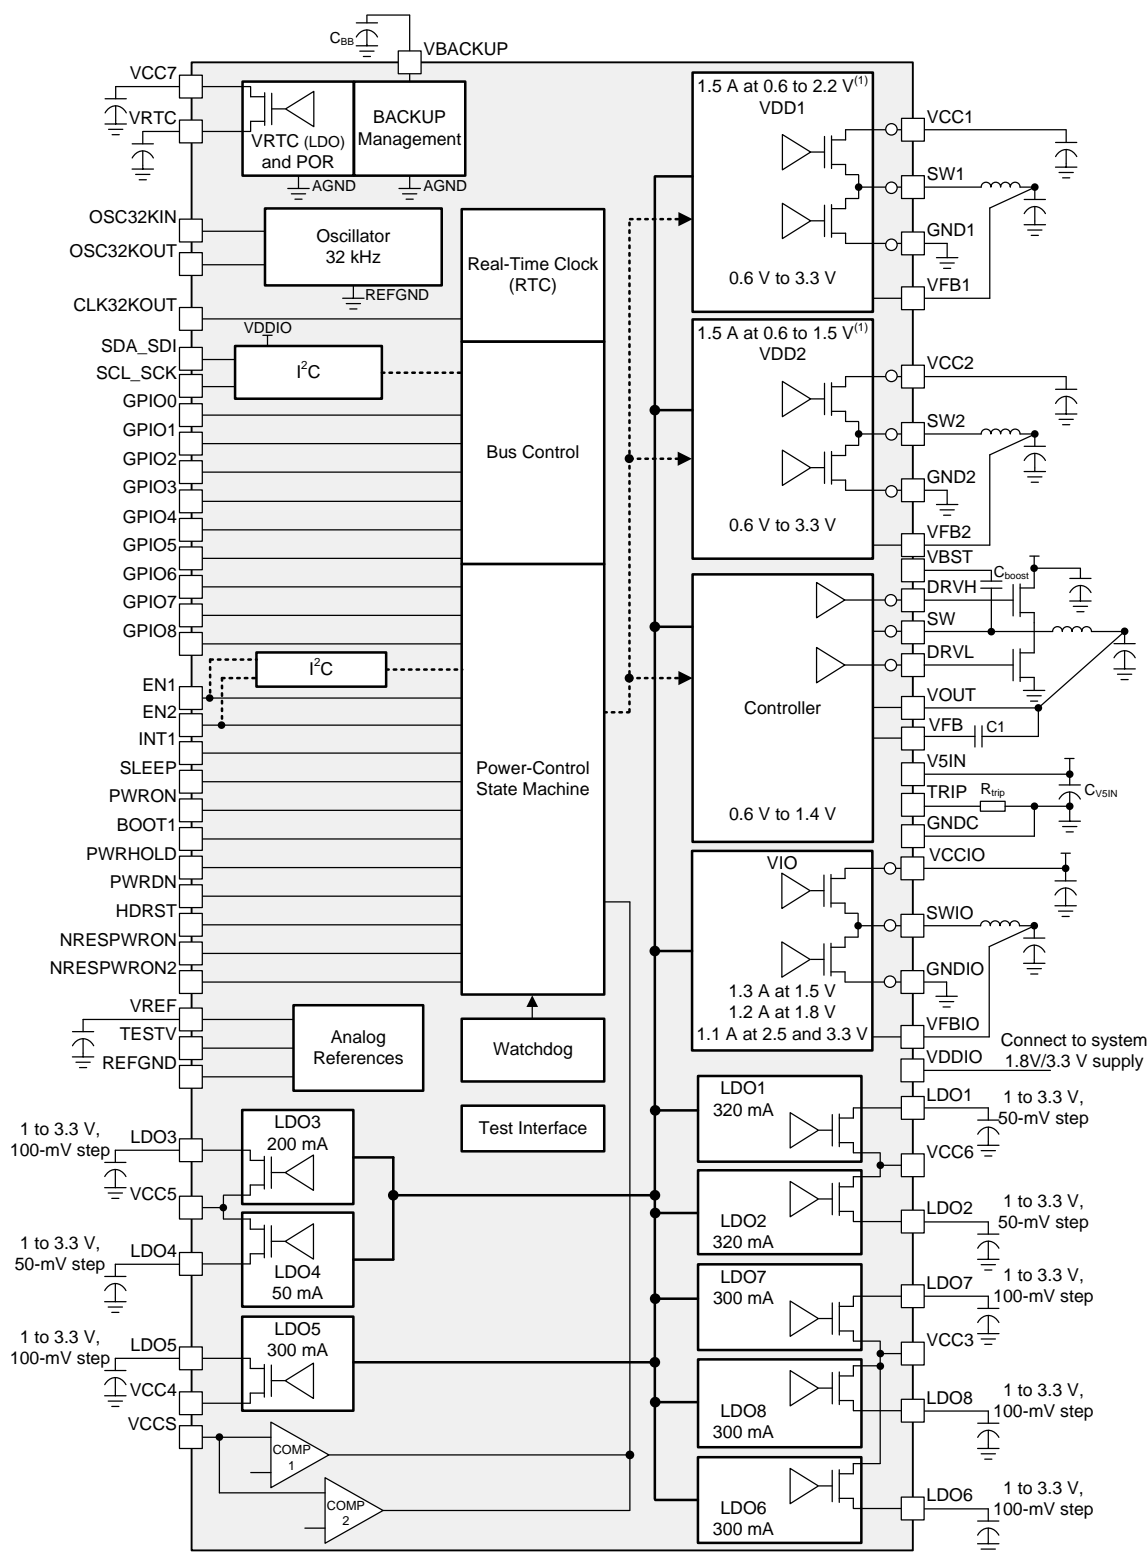 C_BB
VBACKUP
VCC7
VRTC
VRTC (LDO)
and POR
BACKUP
Management
AGND
AGND
OSC32KIN
OSC32KOUT
Oscillator
32 kHz
REFGND
CLK32KOUT
VDDIO
SDA_SDI
SCL_SCK
I²C
GPIO0
GPIO1
GPIO2
GPIO3
GPIO4
GPIO5
GPIO6
GPIO7
GPIO8
I²C
EN1
EN2
INT1
SLEEP
PWRON
BOOT1
PWRHOLD
PWRDN
HDRST
NRESPWRON
NRESPWRON2
VREF
TESTV
REFGND
Analog
References
Real-Time Clock
(RTC)
Bus Control
Power-Control
State Machine
Watchdog
Test Interface
1 to 3.3 V,
100-mV step
LDO3
LDO3
200 mA
VCC5
1 to 3.3 V,
50-mV step
LDO4
LDO4
50 mA
1 to 3.3 V,
100-mV step
LDO5
LDO5
300 mA
VCC4
VCCS
COMP
1
COMP
2
1.5 A at 0.6 to 2.2 V(1)
VDD1
0.6 V to 3.3 V
VCC1
SW1
GND1
VFB1
1.5 A at 0.6 to 1.5 V(1)
VDD2
0.6 V to 3.3 V
VCC2
SW2
GND2
VFB2
VBST
C_boost
DRVH
SW
DRVL
Controller
0.6 V to 1.4 V
VOUT
VFB
C1
V5IN
TRIP
R_trip
C_V5IN
GNDC
VIO
1.3 A at 1.5 V
1.2 A at 1.8 V
1.1 A at 2.5 and 3.3 V
VCCIO
SWIO
GNDIO
VFBIO
VDDIO
Connect to system
1.8V/3.3 V supply
LDO1
320 mA
LDO1
1 to 3.3 V,
50-mV step
VCC6
LDO2
320 mA
LDO2
1 to 3.3 V,
50-mV step
LDO7
300 mA
LDO7
1 to 3.3 V,
100-mV step
VCC3
LDO8
300 mA
LDO8
1 to 3.3 V,
100-mV step
LDO6
300 mA
LDO6
1 to 3.3 V,
100-mV step